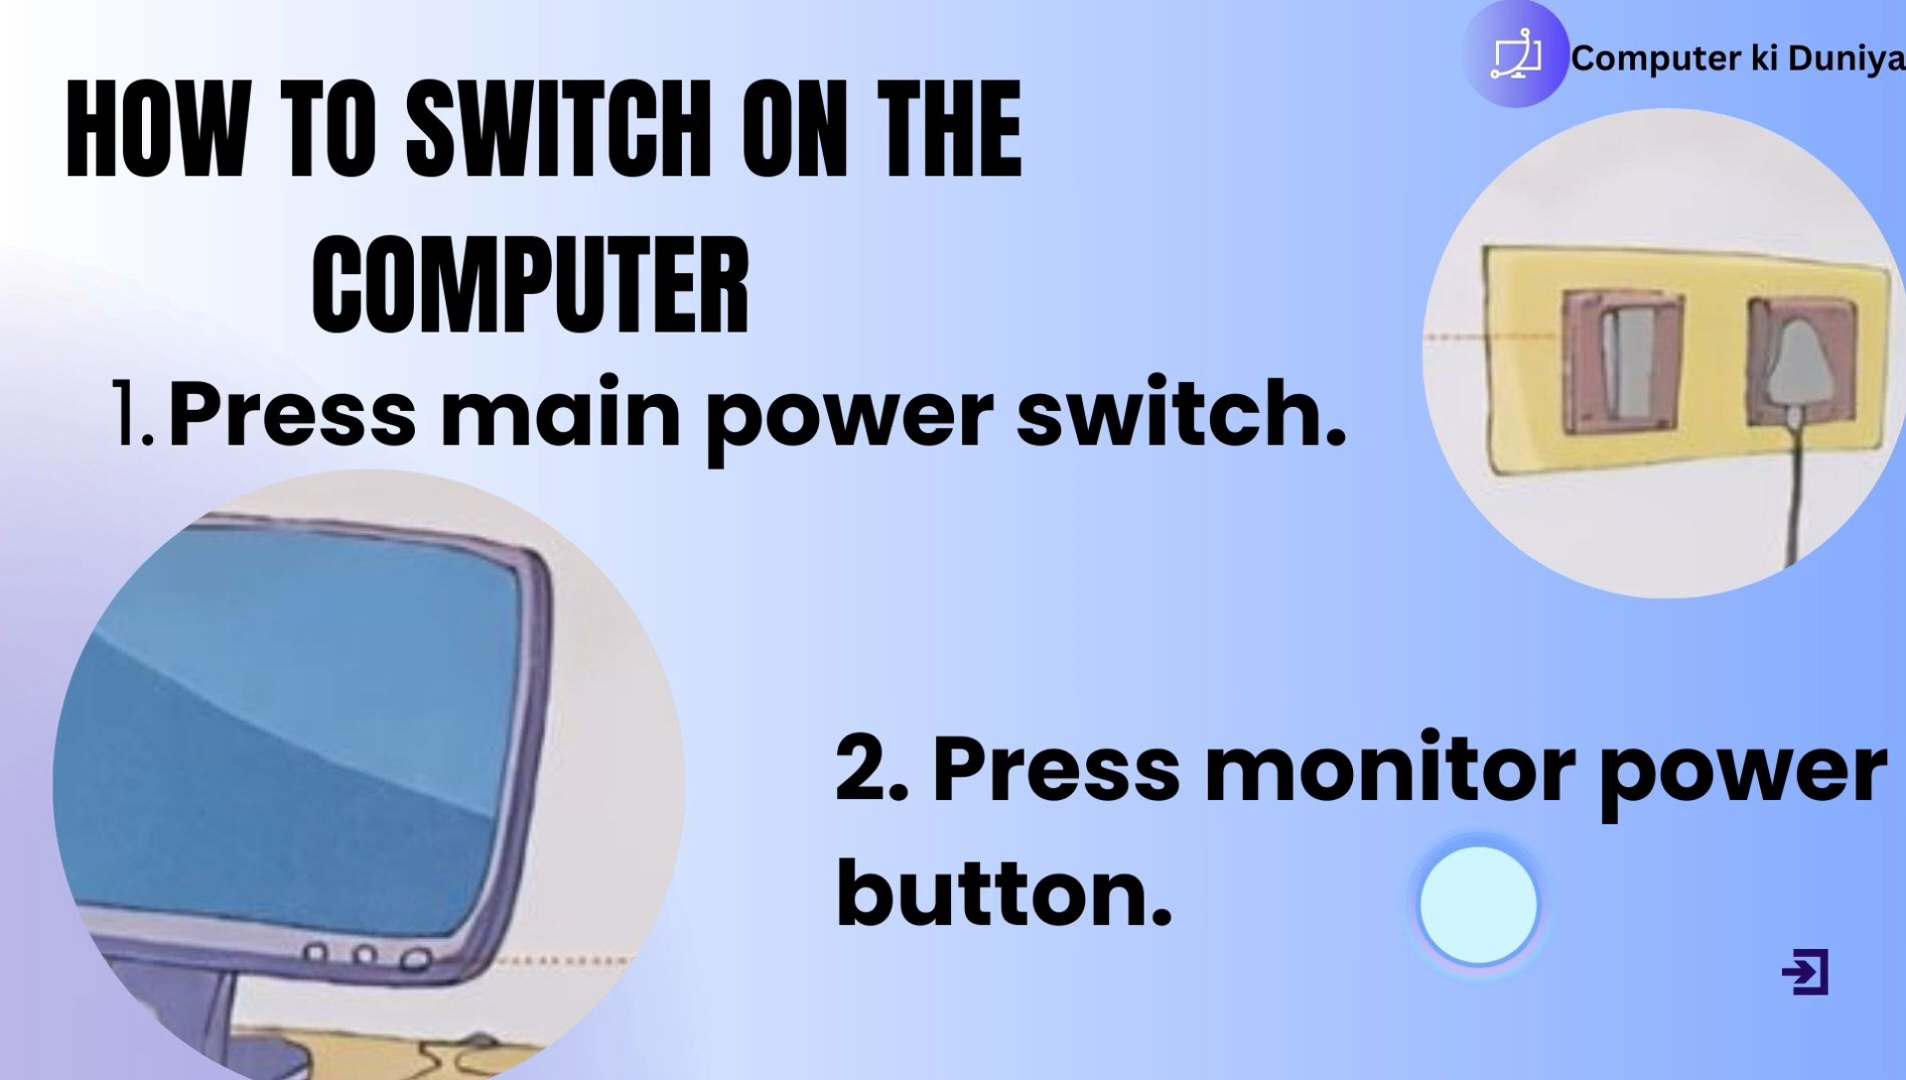 Computer ki Duniya
HOW TO SWITCH ON THE
COMPUTER
1. Press main power switch.
2. Press monitor power
button.